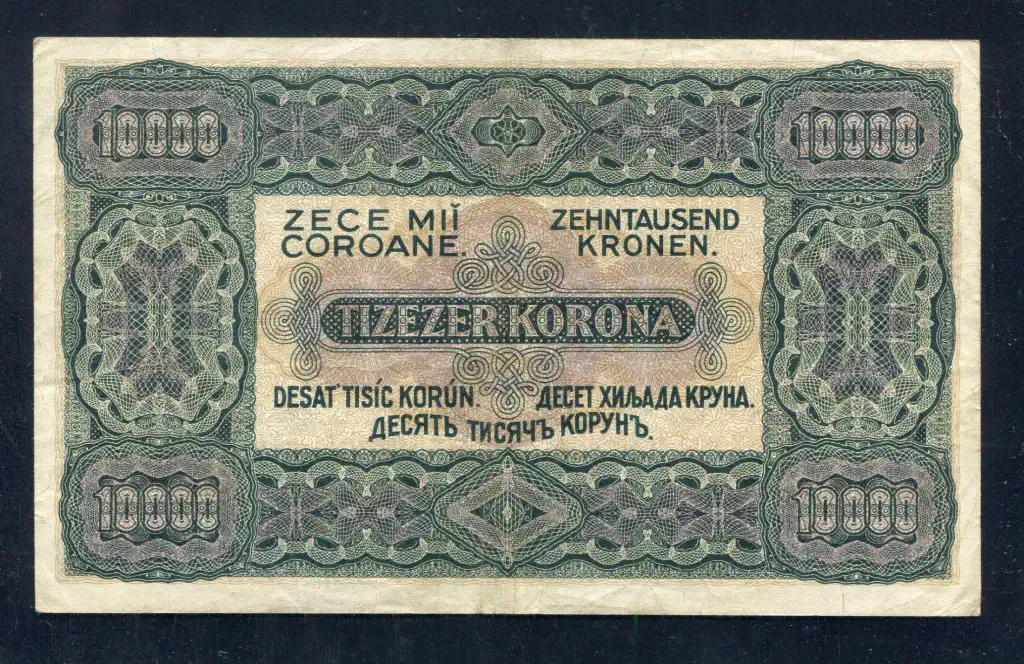 10000
10000
ZECE MIĬ
COROANE.
ZEHNTAUSEND
KRONEN.
TIZEZER KORONA
DESAŤ TISÍC KORÚN.
ДЕСЕТ ХИЉАДА КРУНА.
ДЕСЯТЬ ТИСЯЧЪ КОРУНЪ.
10000
10000